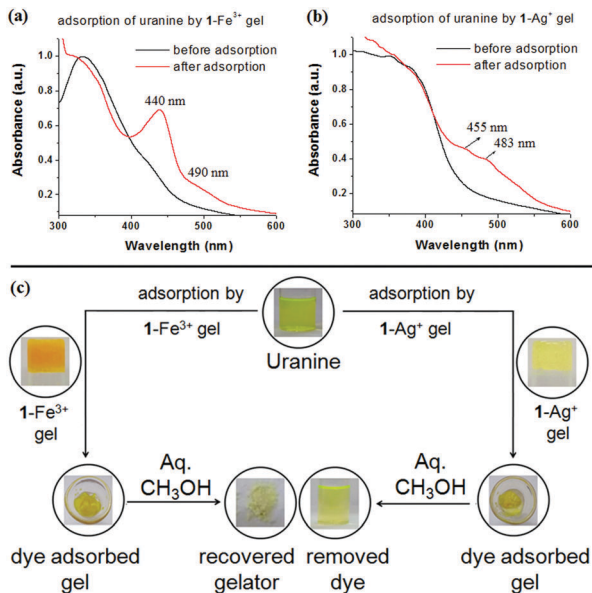 (a)
adsorption of uranine by 1-Fe³⁺ gel
before adsorption
after adsorption
440 nm
490 nm
Absorbance (a.u.)
1.0
0.8
0.6
0.4
0.2
300
400
500
600
Wavelength (nm)
(b)
adsorption of uranine by 1-Ag⁺ gel
before adsorption
after adsorption
455 nm
483 nm
Absorbance (a.u.)
1.0
0.8
0.6
0.4
0.2
300
400
500
600
Wavelength (nm)
(c)
adsorption by
1-Fe³⁺ gel
Uranine
adsorption by
1-Ag⁺ gel
1-Fe³⁺
gel
1-Ag⁺
gel
Aq.
CH₃OH
Aq.
CH₃OH
dye adsorbed
gel
recovered
gelator
removed
dye
dye adsorbed
gel